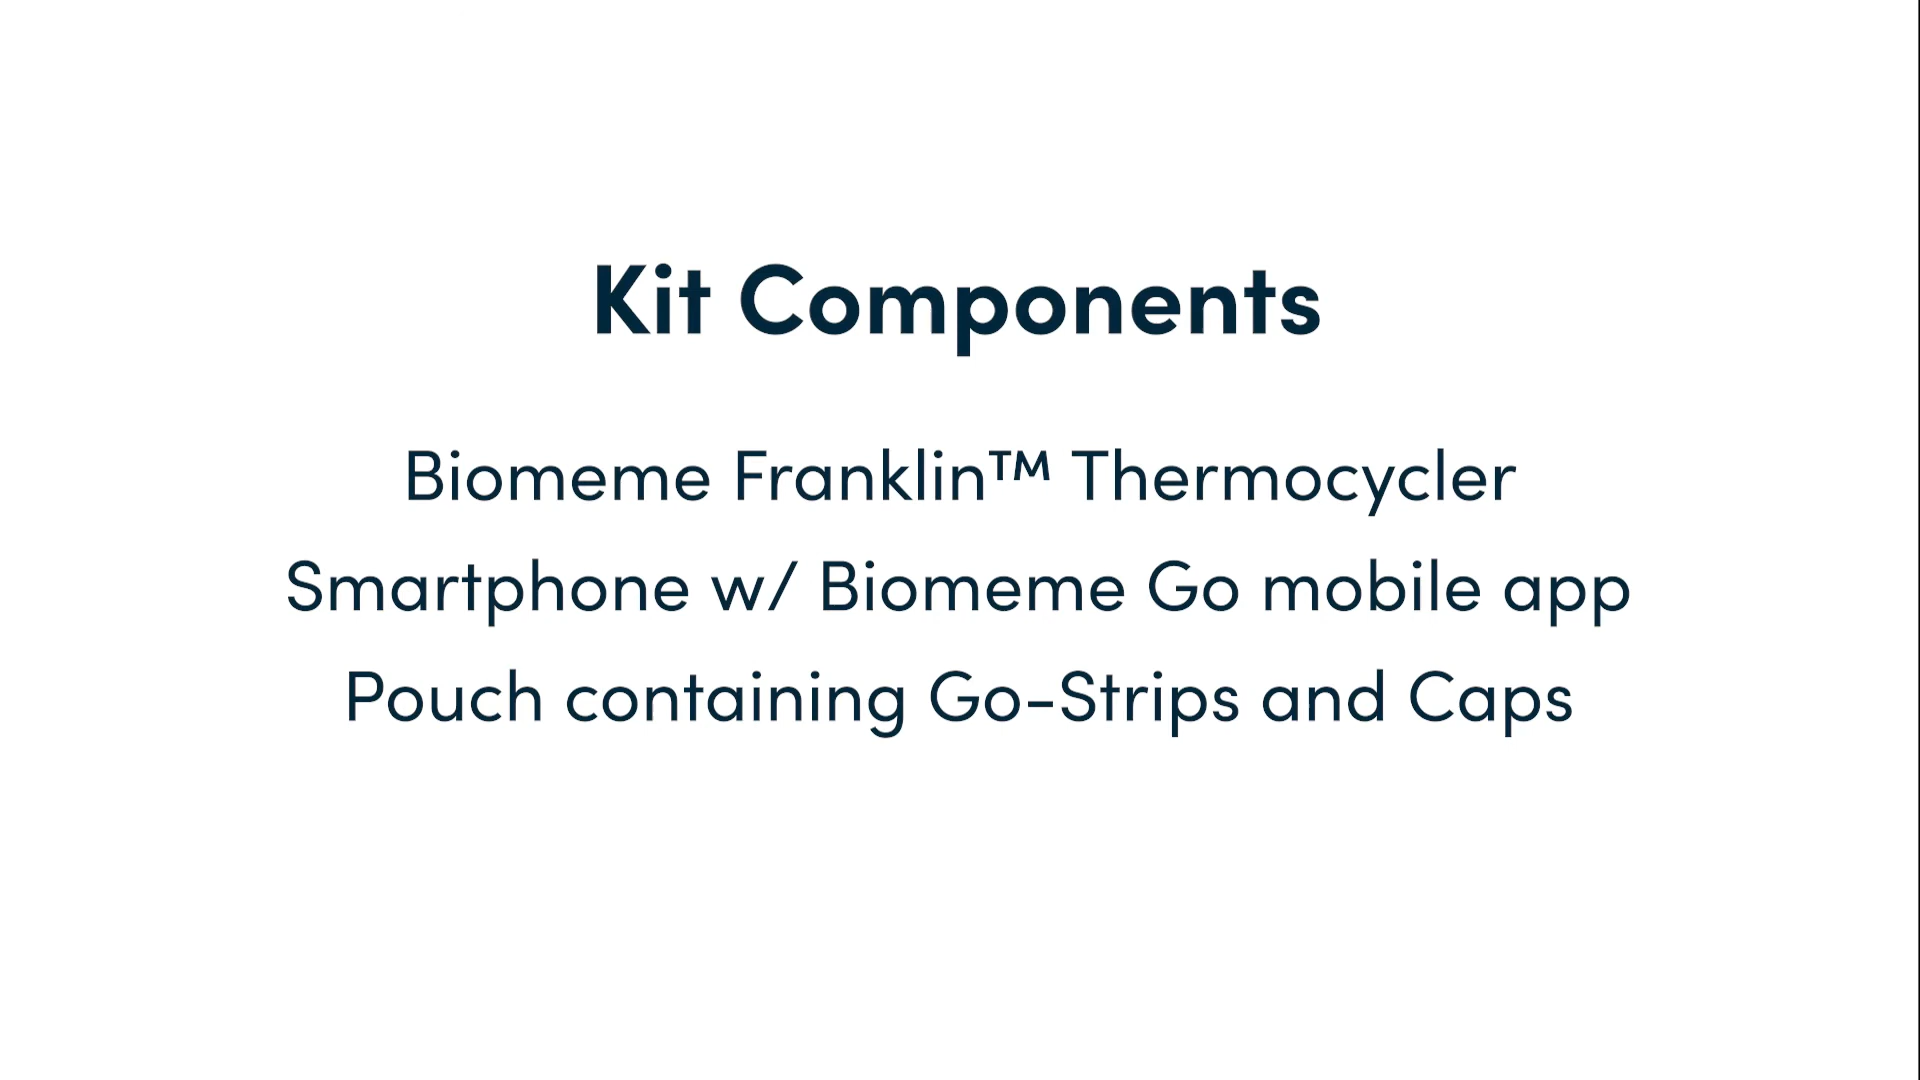 Kit Components
Biomeme Franklin™ Thermocycler
Smartphone w/ Biomeme Go mobile app
Pouch containing Go-Strips and Caps